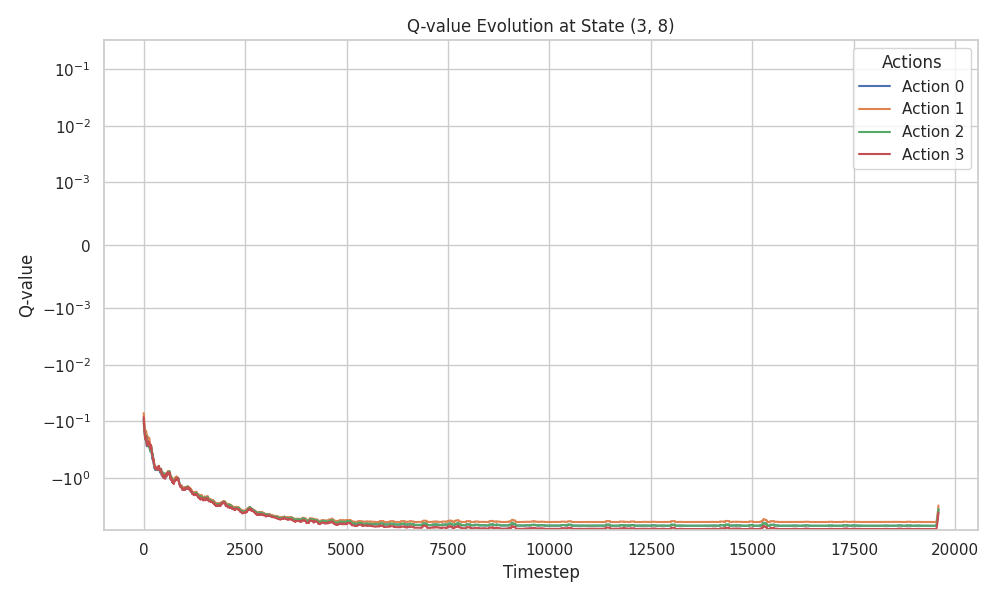 Q-value Evolution at State (3, 8)
Actions
Action 0
Action 1
Action 2
Action 3
Q-value
10⁻¹
10⁻²
10⁻³
0
−10⁻³
−10⁻²
−10⁻¹
−10⁰
0 2500 5000 7500 10000 12500 15000 17500 20000
Timestep